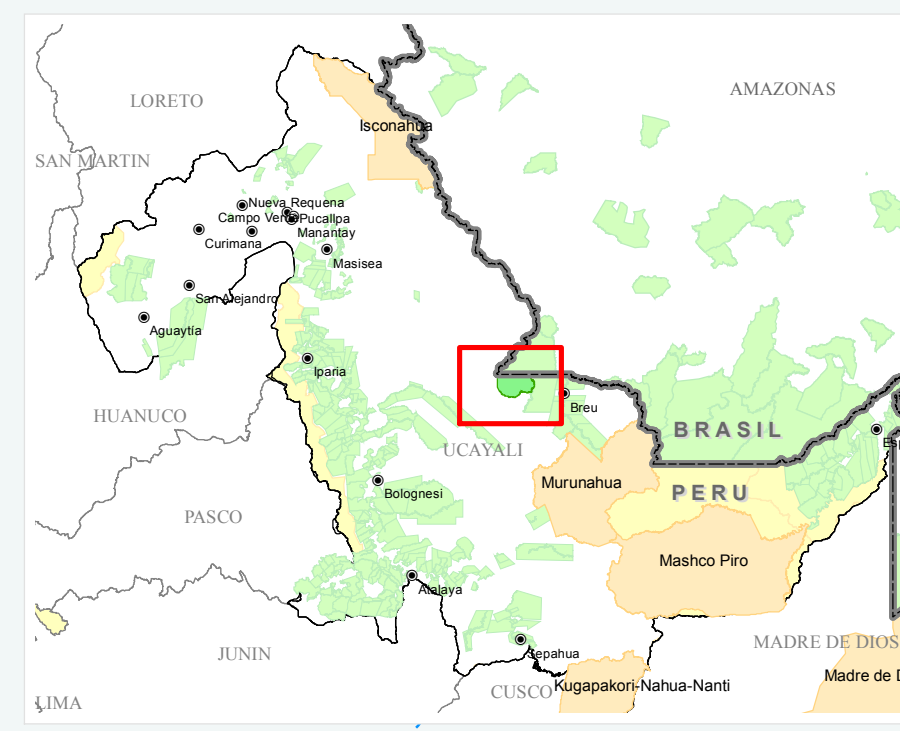 AMAZONAS
LORETO
Isconahua
SAN MARTIN
Nueva Requena
Campo Verde
Pucallpa
Manantay
Curimana
Masisea
San Alejandro
Aguaytía
Iparia
Breu
HUANUCO
BRASIL
Esp
UCAYALI
Murunahua
PERU
Bolognesi
PASCO
Mashco Piro
Atalaya
MADRE DE DIOS
JUNIN
Sepahua
Madre de D
Kugapakori-Nahua-Nanti
CUSCO
LIMA